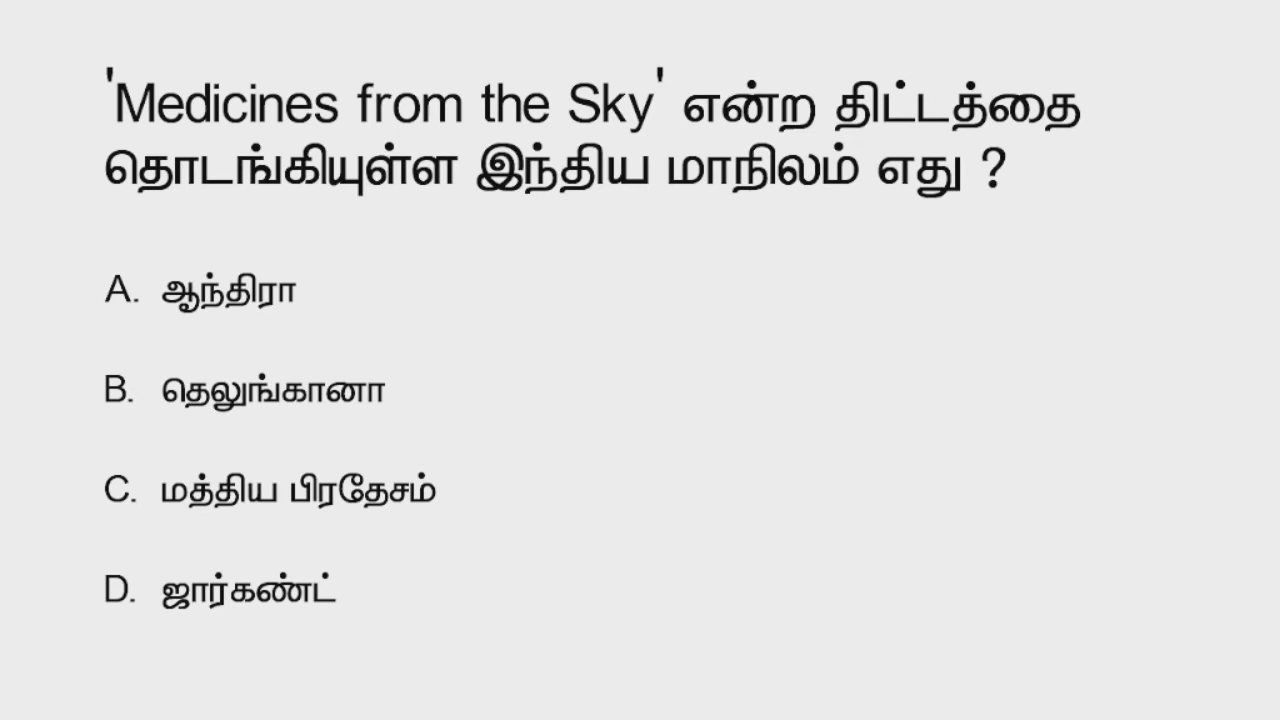 'Medicines from the Sky' என்ற திட்டத்தை
தொடங்கியுள்ள இந்திய மாநிலம் எது ?
A. ஆந்திரா
B. தெலுங்கானா
C. மத்திய பிரதேசம்
D. ஜார்கண்ட்